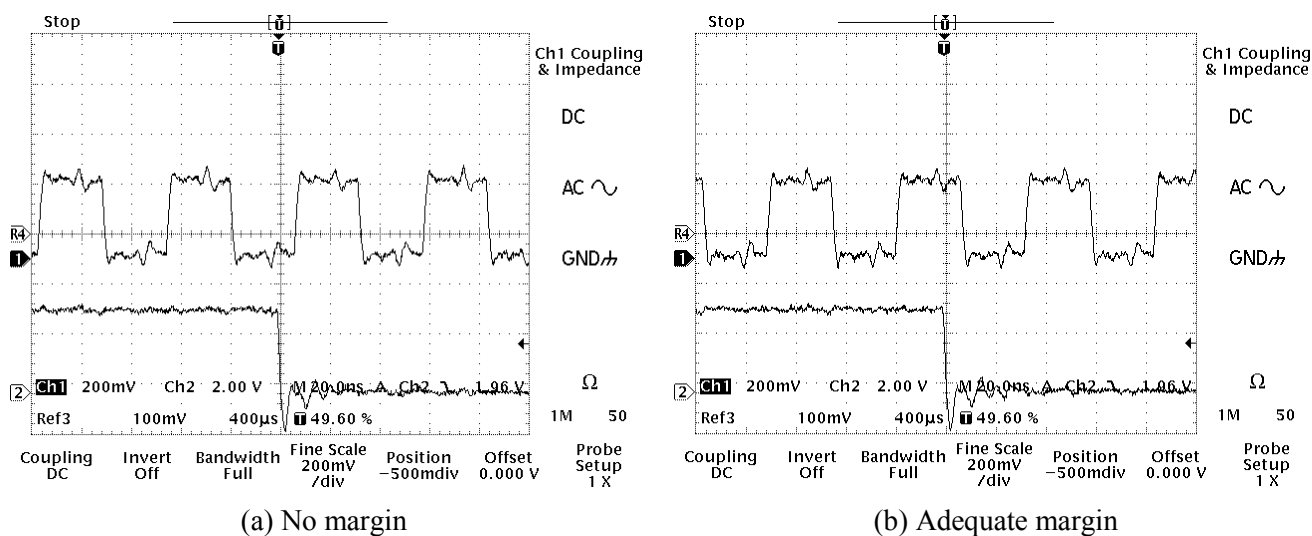 Stop
[T]
T
Ch1 Coupling
& Impedance
DC
AC
R4
1
GND
2
Ch1 200mV Ch2 2.00 V M 20.0ns A Ch2 1.96 V
Ref3 100mV 400µs T 49.60 %
Ω
1M 50
Coupling
DC
Invert
Off
Bandwidth
Full
Fine Scale
200mV
/div
Position
−500mdiv
Offset
0.000 V
Probe
Setup
1 X
(a) No margin
Stop
[T]
T
Ch1 Coupling
& Impedance
DC
AC
R4
1
GND
2
Ch1 200mV Ch2 2.00 V M 20.0ns A Ch2 1.96 V
Ref3 100mV 400µs T 49.60 %
Ω
1M 50
Coupling
DC
Invert
Off
Bandwidth
Full
Fine Scale
200mV
/div
Position
−500mdiv
Offset
0.000 V
Probe
Setup
1 X
(b) Adequate margin